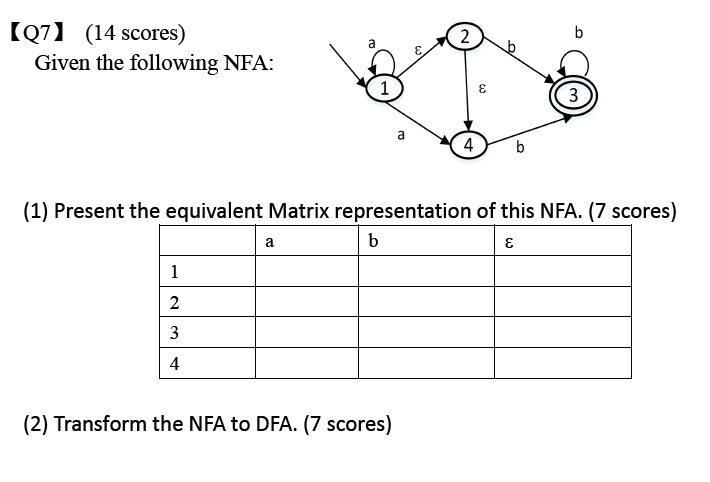 【Q7】 (14 scores)
Given the following NFA:
a
ε
2
b
b
1
ε
3
a
4
b
(1) Present the equivalent Matrix representation of this NFA. (7 scores)
a b ε
1
2
3
4
(2) Transform the NFA to DFA. (7 scores)